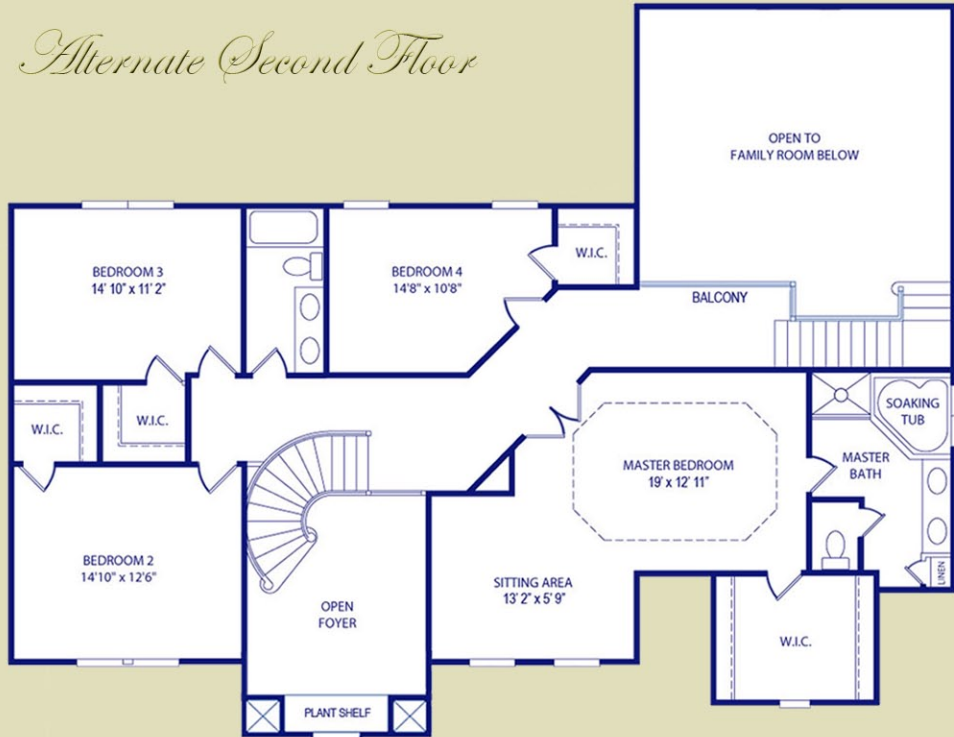 Alternate Second Floor
OPEN TO
FAMILY ROOM BELOW
BEDROOM 3
14' 10" x 11' 2"
BEDROOM 4
14'8" x 10'8"
W.I.C.
BALCONY
W.I.C.
W.I.C.
SOAKING
TUB
MASTER BEDROOM
19' x 12' 11"
MASTER
BATH
BEDROOM 2
14'10" x 12'6"
SITTING AREA
13' 2" x 5' 9"
LINEN
OPEN
FOYER
W.I.C.
PLANT SHELF